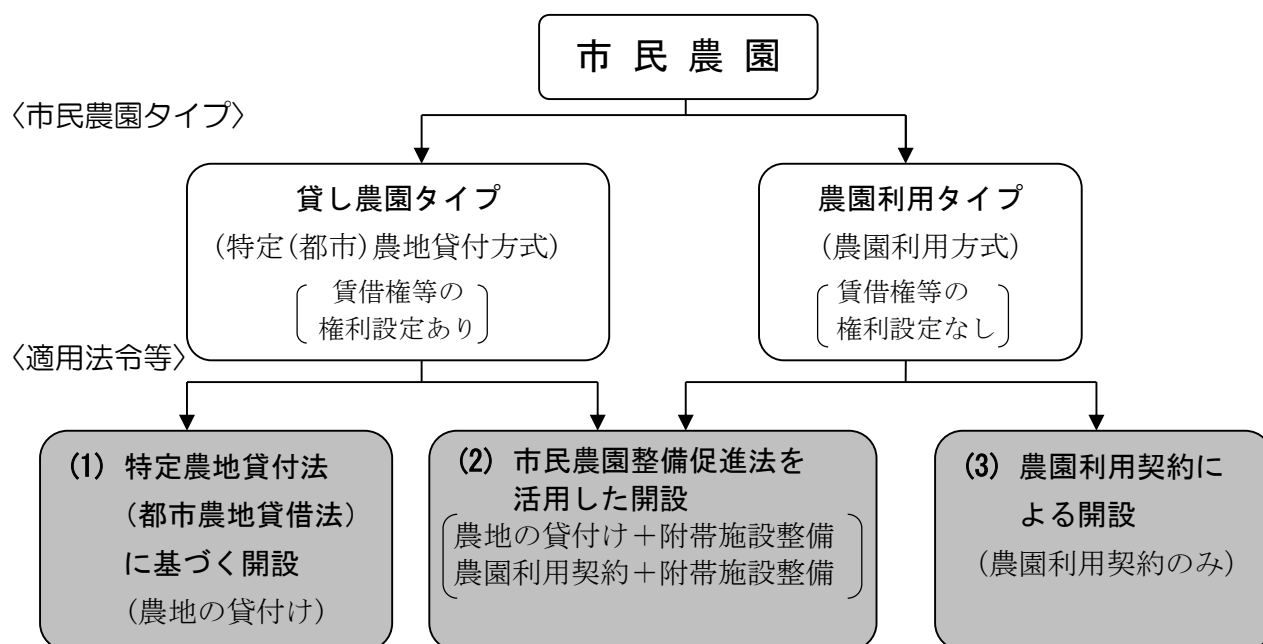 市民農園
〈市民農園タイプ〉
貸し農園タイプ
(特定(都市)農地貸付方式)
賃借権等の
権利設定あり
農園利用タイプ
(農園利用方式)
賃借権等の
権利設定なし
〈適用法令等〉
(1) 特定農地貸付法
(都市農地貸借法)
に基づく開設
(農地の貸付け)
(2) 市民農園整備促進法を
活用した開設
農地の貸付け+附帯施設整備
農園利用契約+附帯施設整備
(3) 農園利用契約に
よる開設
(農園利用契約のみ)